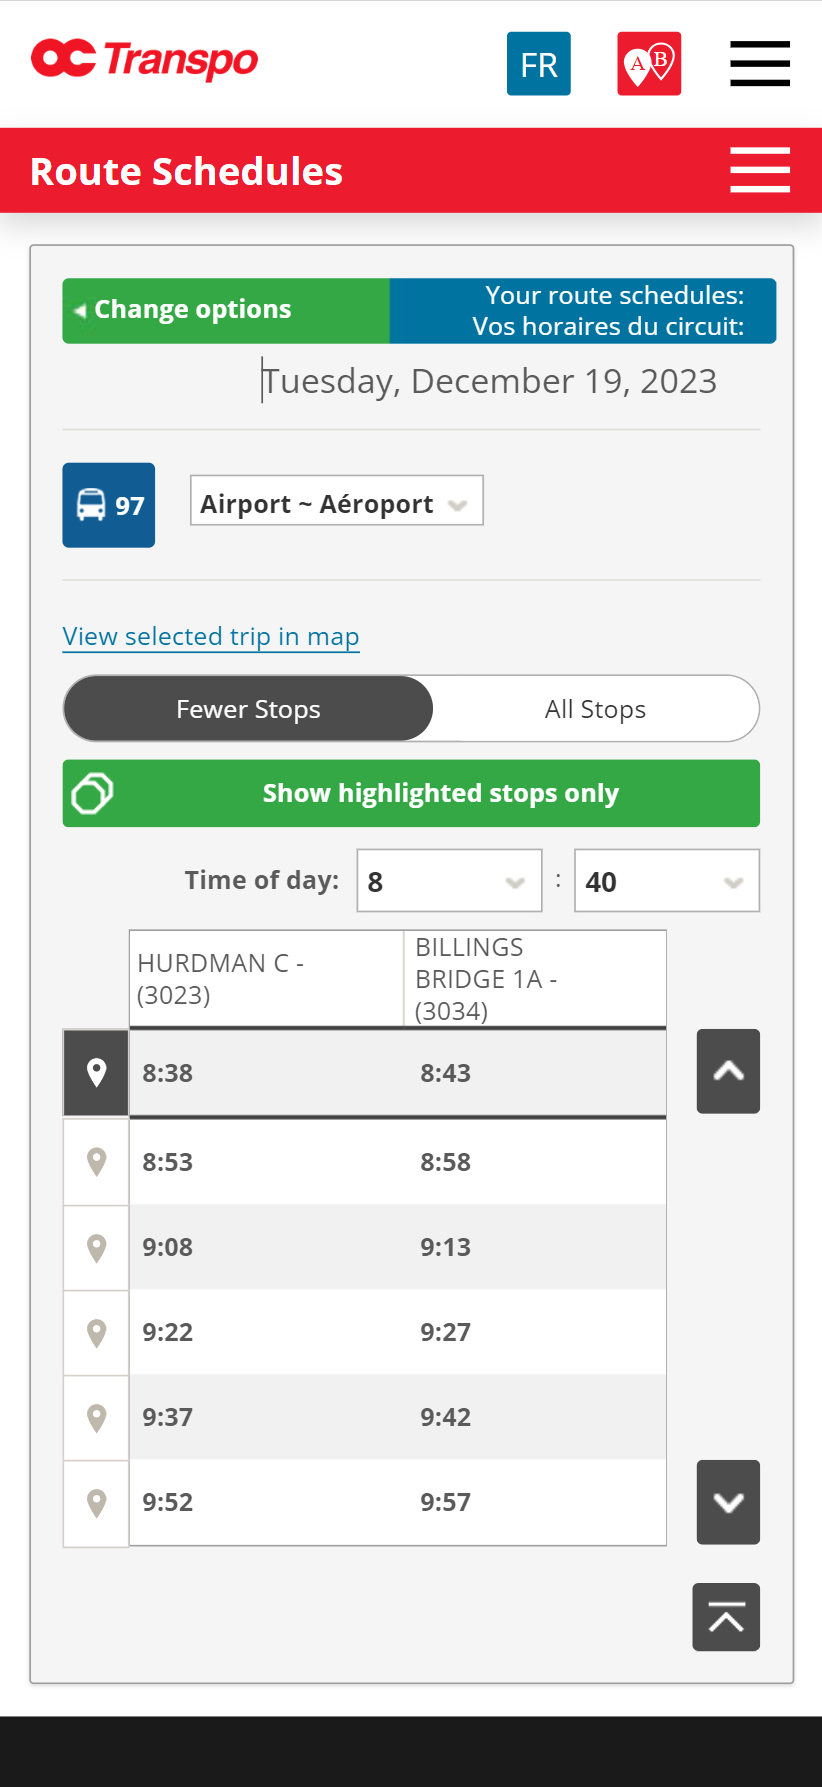 OC Transpo
FR
A B
Route Schedules
Change options
Your route schedules:
Vos horaires du circuit:
Tuesday, December 19, 2023
97
Airport ~ Aéroport
View selected trip in map
Fewer Stops
All Stops
Show highlighted stops only
Time of day: 8 : 40
HURDMAN C -
(3023)
BILLINGS
BRIDGE 1A -
(3034)
8:38 8:43
8:53 8:58
9:08 9:13
9:22 9:27
9:37 9:42
9:52 9:57